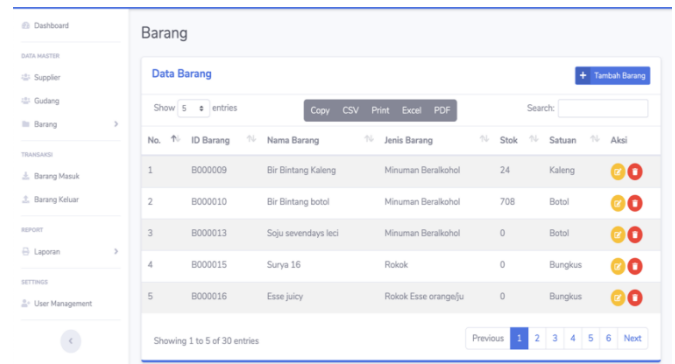 Dashboard
DATA MASTER
Supplier
Gudang
Barang
TRANSAKSI
Barang Masuk
Barang Keluar
REPORT
Laporan
SETTINGS
User Management
Barang
Data Barang
+ Tambah Barang
Show 5 entries
Copy CSV Print Excel PDF
Search:
No. ID Barang Nama Barang Jenis Barang Stok Satuan Aksi
1 B000009 Bir Bintang Kaleng Minuman Beralkohol 24 Kaleng
2 B000010 Bir Bintang botol Minuman Beralkohol 708 Botol
3 B000013 Soju sevendays leci Minuman Beralkohol 0 Botol
4 B000015 Surya 16 Rokok 0 Bungkus
5 B000016 Esse juicy Rokok Esse orange/ju 0 Bungkus
Showing 1 to 5 of 30 entries
Previous 1 2 3 4 5 6 Next